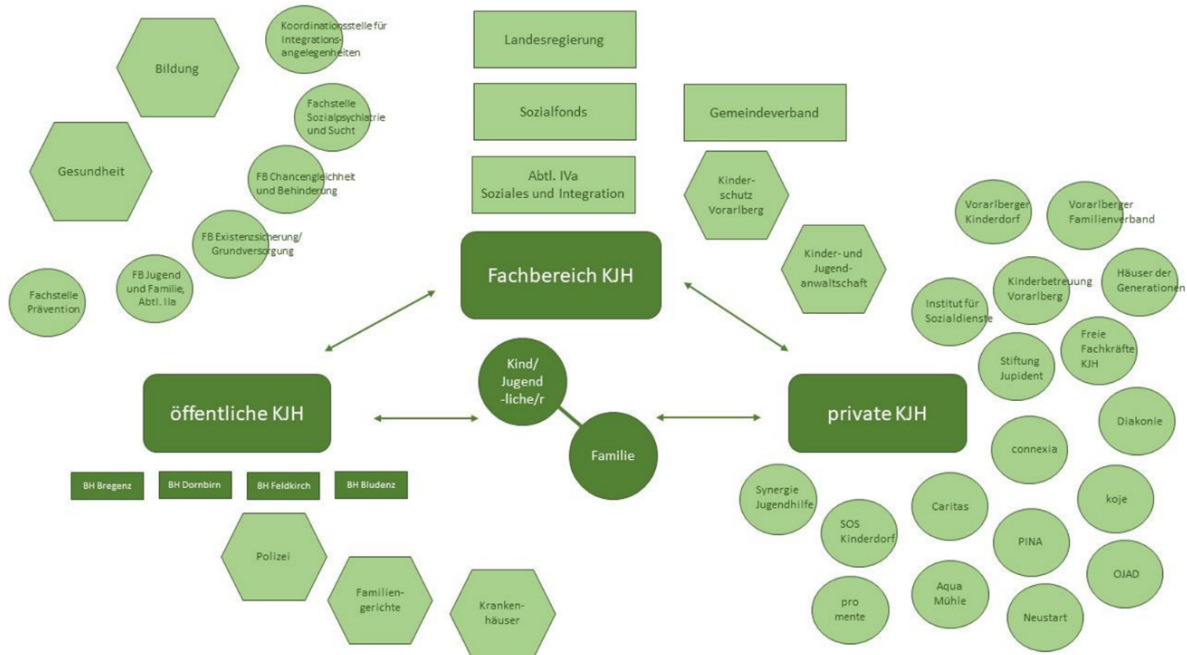 Koordinationsstelle für
Integrations-
angelegenheiten
Bildung
Fachstelle
Sozialpsychiatrie
und Sucht
Gesundheit
FB Chancengleichheit
und Behinderung
FB Existenzsicherung/
Grundversorgung
FB Jugend
und Familie,
Abtl. IIa
Fachstelle
Prävention
Landesregierung
Sozialfonds
Abtl. IVa
Soziales und Integration
Gemeindeverband
Kinder-
schutz
Vorarlberg
Kinder- und
Jugend-
anwaltschaft
Fachbereich KJH
Kind/
Jugend
-liche/r
Familie
öffentliche KJH
BH Bregenz
BH Dornbirn
BH Feldkirch
BH Bludenz
Polizei
Familien-
gerichte
Kranken-
häuser
private KJH
Vorarlberger
Kinderdorf
Vorarlberger
Familienverband
Kinderbetreuung
Vorarlberg
Häuser der
Generationen
Institut für
Sozialdienste
Freie
Fachkräfte
KJH
Stiftung
Jupident
Diakonie
connexia
Synergie
Jugendhilfe
SOS
Kinderdorf
Caritas
koje
PINA
OJAD
pro
mente
Aqua
Mühle
Neustart